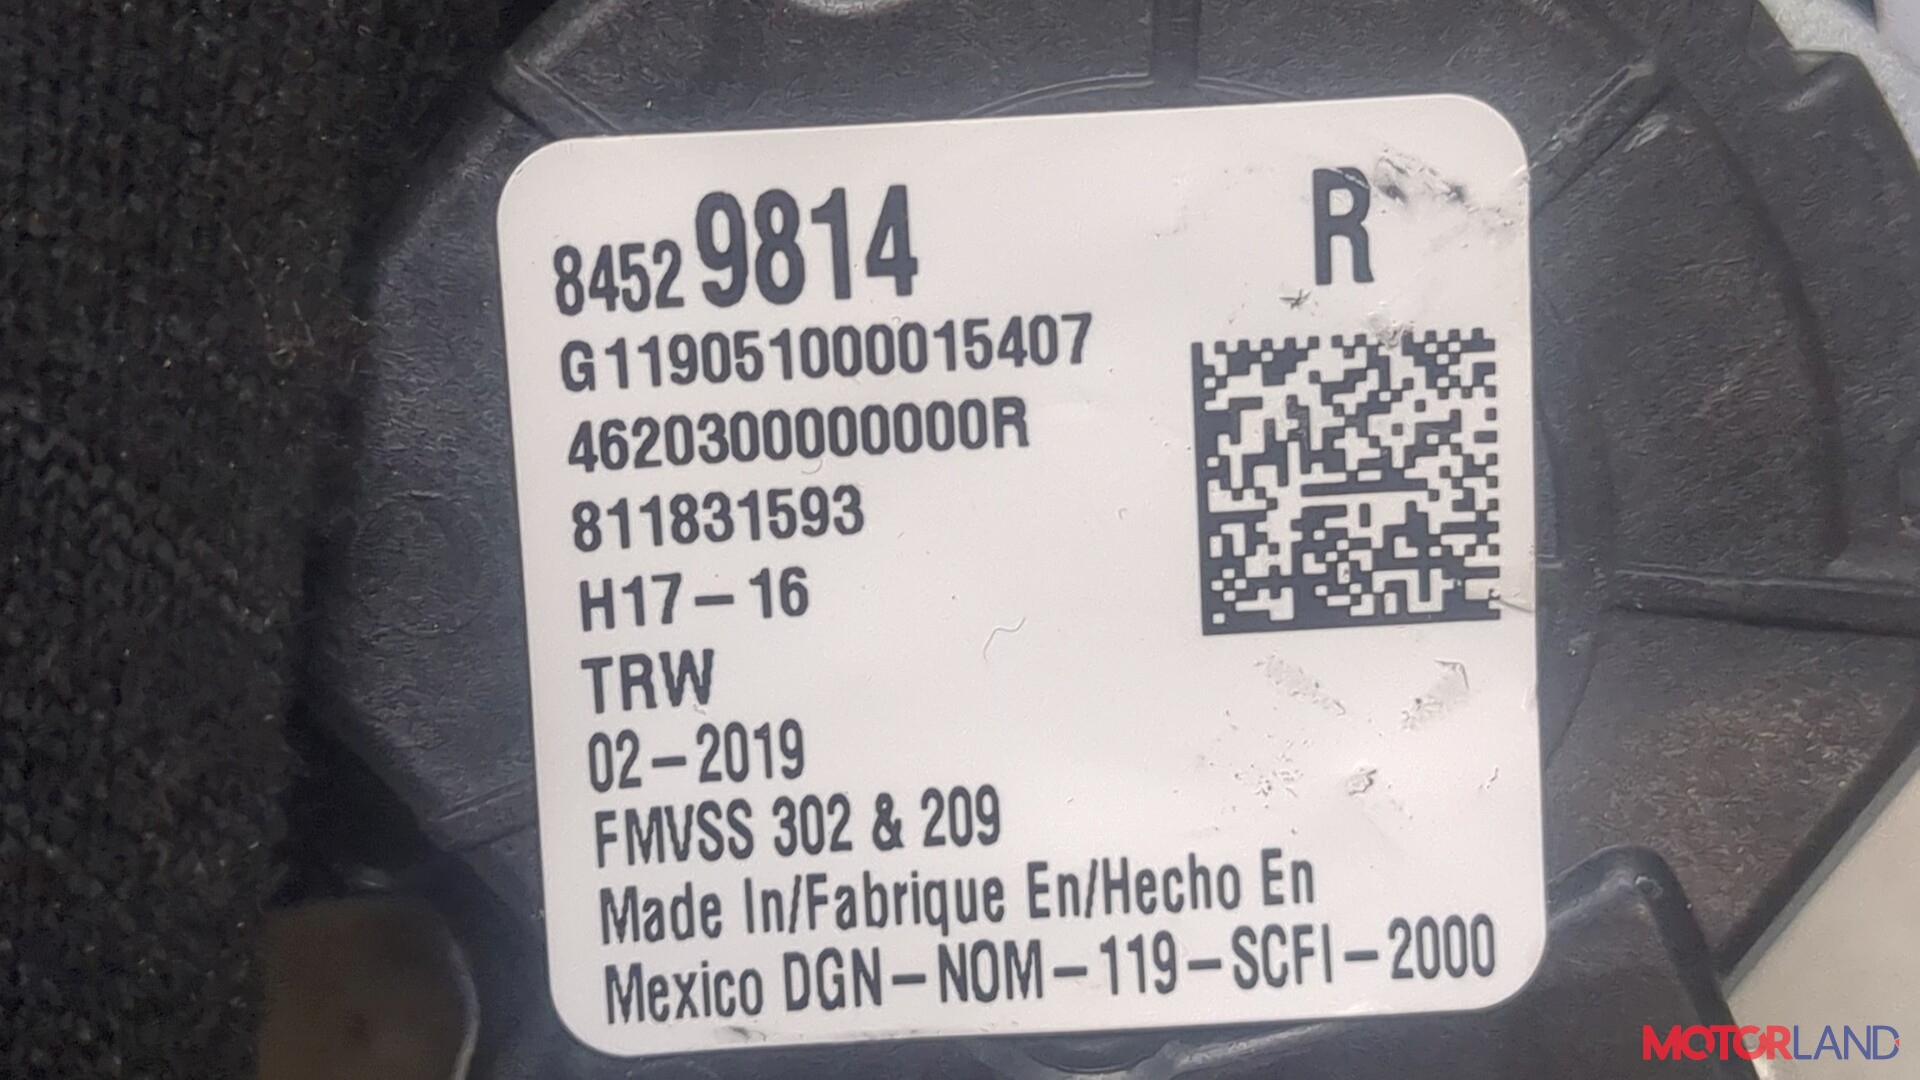 84529814 R
G119051000015407
4620300000000R
811831593
H17-16
TRW
02-2019
FMVSS 302 & 209
Made In/Fabrique En/Hecho En
Mexico DGN-NOM-119-SCFI-2000
MOTORLAND